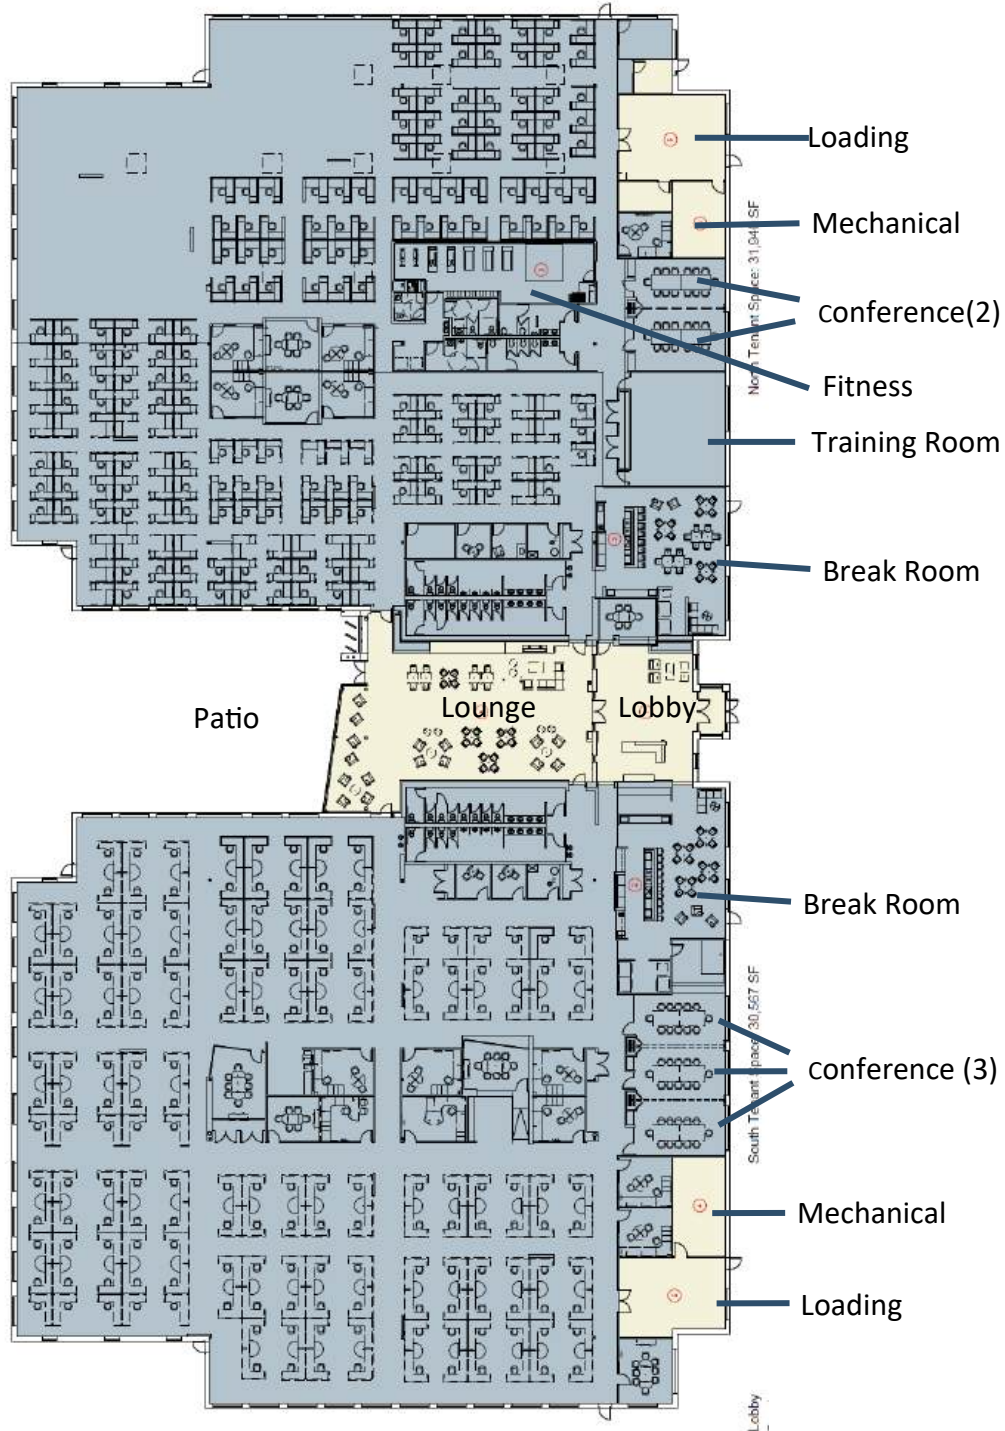 Loading
Mechanical
North Tenant Space: 31,946 SF
Conference(2)
Fitness
Training Room
Break Room
Patio
Lounge
Lobby
Break Room
South Tenant Space: 30,567 SF
Conference (3)
Mechanical
Loading
Lobby